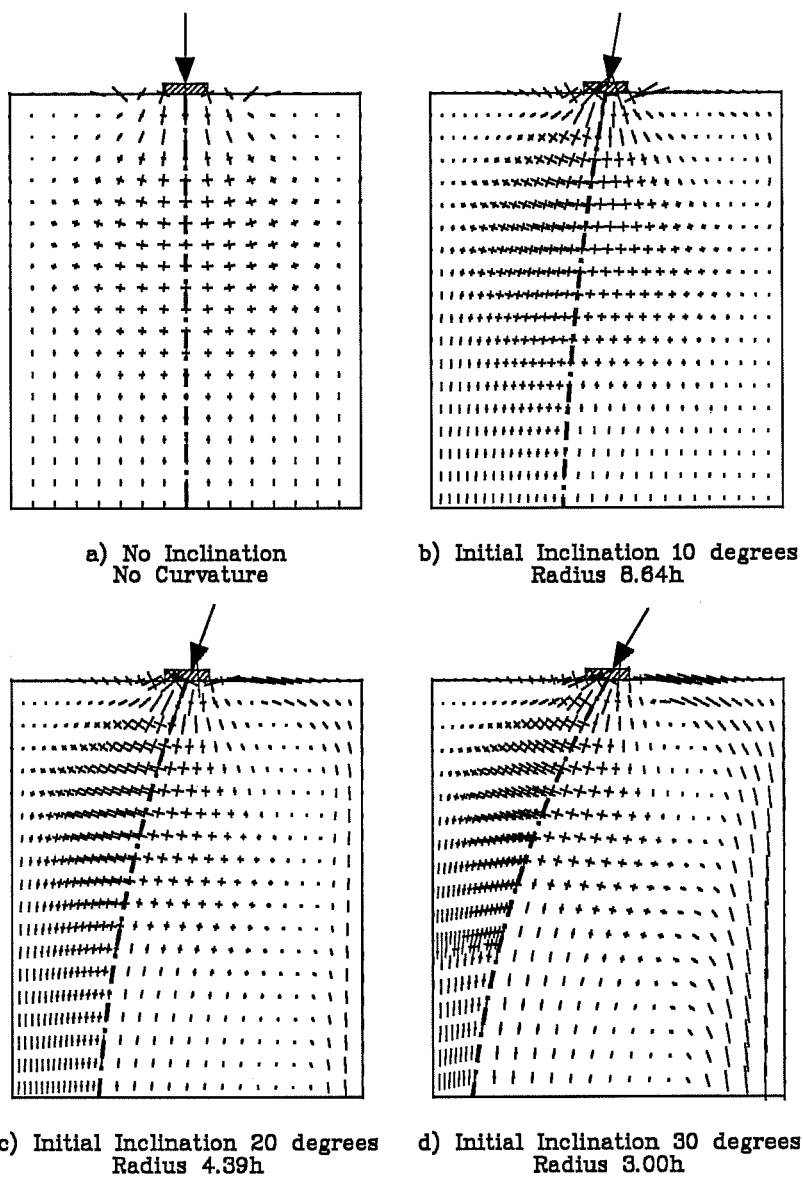 a) No Inclination
No Curvature
b) Initial Inclination 10 degrees
Radius 8.64h
c) Initial Inclination 20 degrees
Radius 4.39h
d) Initial Inclination 30 degrees
Radius 3.00h